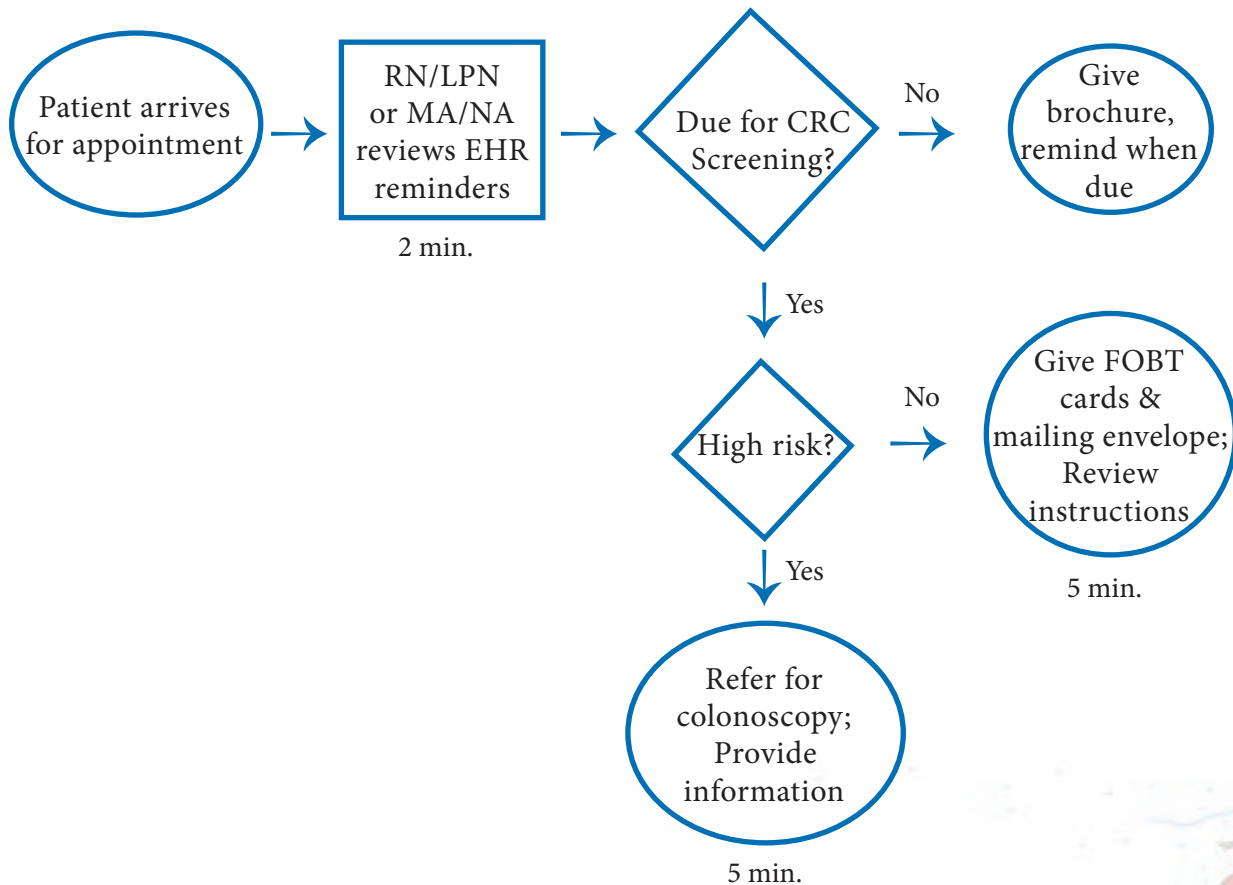 Patient arrives
for appointment
RN/LPN
or MA/NA
reviews EHR
reminders
2 min.
Due for CRC
Screening?
No
Give
brochure,
remind when
due
Yes
High risk?
No
Give FOBT
cards &
mailing envelope;
Review
instructions
5 min.
Yes
Refer for
colonoscopy;
Provide
information
5 min.